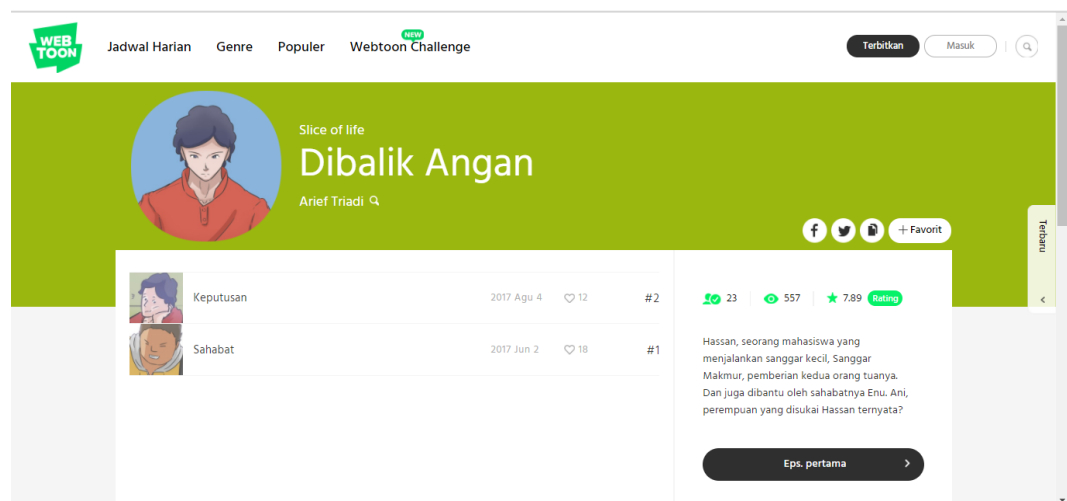 WEB
TOON
Jadwal Harian Genre Populer Webtoon Challenge
NEW
Terbitkan Masuk
Slice of life
Dibalik Angan
Arief Triadi
+ Favorit
Terbaru
Keputusan 2017 Agu 4 12 #2
Sahabat 2017 Jun 2 18 #1
23 557 7.89 Rating
Hassan, seorang mahasiswa yang
menjalankan sanggar kecil, Sanggar
Makmur, pemberian kedua orang tuanya.
Dan juga dibantu oleh sahabatnya Enu. Ani,
perempuan yang disukai Hassan ternyata?
Eps. pertama